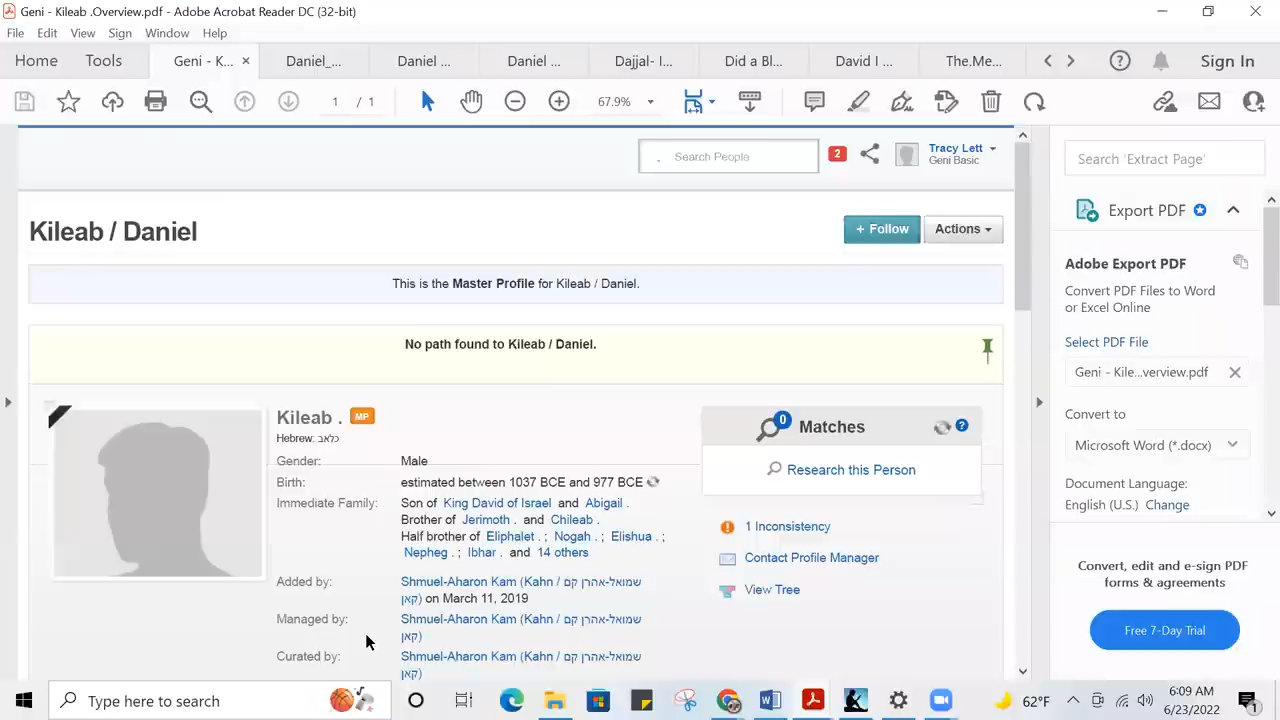 Geni - Kileab .Overview.pdf - Adobe Acrobat Reader DC (32-bit)
File Edit View Sign Window Help
Home Tools Geni - K... × Daniel_... Daniel ... Daniel ... Dajjal- I... Did a Bl... David I ... The.Me... Sign In
1 / 1 67.9%
Search People 2 Tracy Lett
Geni Basic
Search 'Extract Page'
Export PDF
Kileab / Daniel
+ Follow Actions
Adobe Export PDF
This is the Master Profile for Kileab / Daniel.
Convert PDF Files to Word
or Excel Online
No path found to Kileab / Daniel.
Select PDF File
Geni - Kile...verview.pdf
Kileab . MP
Hebrew: כלאב
0 Matches
Convert to
Microsoft Word (*.docx)
Gender: Male
Research this Person
Birth: estimated between 1037 BCE and 977 BCE
Document Language:
Immediate Family: Son of King David of Israel and Abigail .
English (U.S.) Change
Brother of Jerimoth . and Chileab .
1 Inconsistency
Half brother of Eliphalet . ; Nogah . ; Elishua . ;
Nepheg . ; Ibhar . and 14 others
Contact Profile Manager
Convert, edit and e-sign PDF
forms & agreements
Added by: Shmuel-Aharon Kam (Kahn / שמואל-אהרן קם
קאן) on March 11, 2019
View Tree
Managed by: Shmuel-Aharon Kam (Kahn / שמואל-אהרן קם
קאן)
Free 7-Day Trial
Curated by: Shmuel-Aharon Kam (Kahn / שמואל-אהרן קם
קאן)
Type here to search
62°F
6:09 AM
6/23/2022
1